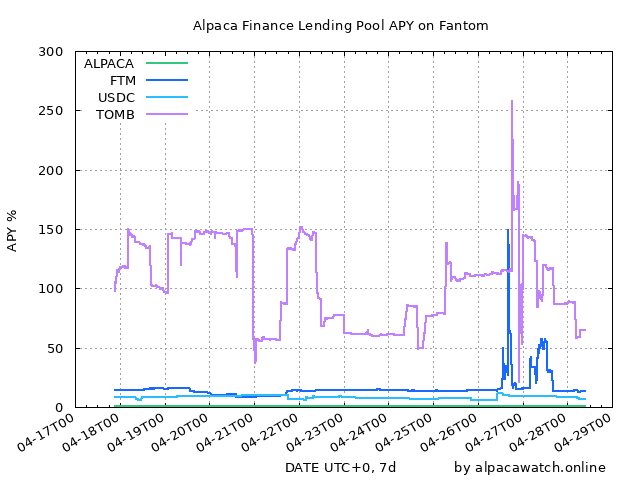 Alpaca Finance Lending Pool APY on Fantom
APY %
300
250
200
150
100
50
0
ALPACA
FTM
USDC
TOMB
04-17T00
04-18T00
04-19T00
04-20T00
04-21T00
04-22T00
04-23T00
04-24T00
04-25T00
04-26T00
04-27T00
04-28T00
04-29T00
DATE UTC+0, 7d
by alpacawatch.online